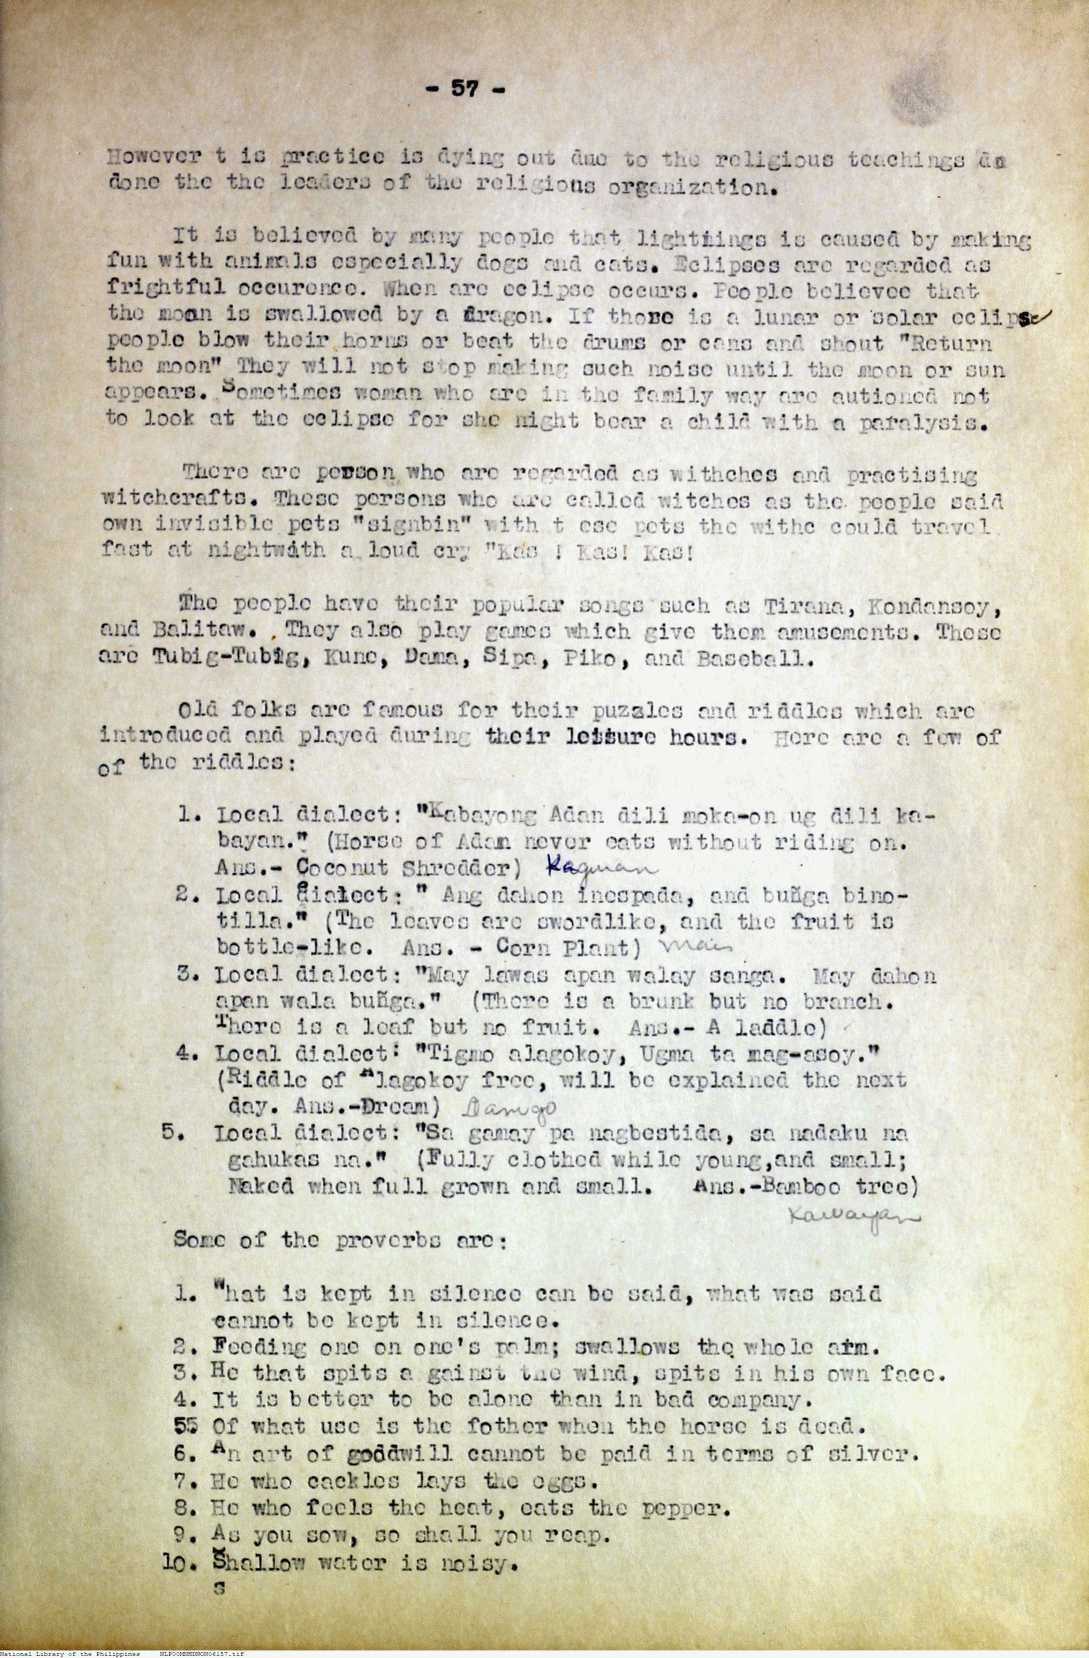 - 57 -
However t is practice is dying out due to the religious teachings da
done the the leaders of the religious organization.
It is believed by many people that lightiings is caused by making
fun with animals especially dogs and cats. Eclipses are regarded as
frightful occurence. When are eclipse occurs. People believee that
the moan is swallowed by a dragon. If there is a lunar or solar eclipse
people blow their horns or beat the drums or cans and shout "Return
the moon" They will not stop making such noise until the moon or sun
appears. Sometimes woman who are in the family way are autioned not
to look at the eclipse for she night bear a child with a paralysis.
There are person who are regarded as withches and practising
witchcrafts. These persons who are called witches as the people said
own invisible pets "signbin" with t ese pets the withe could travel
fast at nightwith a loud cry "Kas ! Kas! Kas!
The people have their popular songs such as Tirana, Kondansoy,
and Balitaw. . They also play games which give them amusements. These
are Tubig-Tubig, Kune, Dama, Sipa, Piko, and Baseball.
Old folks are famous for their puzzles and riddles which are
introduced and played during their leisure hours. Here are a few of
of the riddles:
1. Local dialect: "Kabayong Adan dili moka-on ug dili ka-
bayan." (Horse of Adam never eats without riding on.
Ans.- Coconut Shredder) Kaguran
2. Local dialect: " Ang dahon inespada, and buñga bino-
tilla." (The leaves are swordlike, and the fruit is
bottle-like. Ans. - Corn Plant) Mais
3. Local dialect: "May lawas apan walay sanga. May dahon
apan wala buñga." (There is a brunk but no branch.
There is a leaf but no fruit. Ans.- A laddle)
4. Local dialect: "Tigmo alagokoy, Ugma ta mag-asoy."
(Riddle of Alagokoy free, will be explained the next
day. Ans.-Dream) Damgo
5. Local dialect: "Sa gamay pa nagbestida, sa nadaku na
gahukas na." (Fully clothed while young,and small;
Naked when full grown and small. Ans.-Bamboo tree)
Kawayan
Some of the proverbs are:
1. What is kept in silence can be said, what was said
cannot be kept in silence.
2. Feeding one on one's palm; swallows the whole arm.
3. He that spits a gainst the wind, spits in his own face.
4. It is better to be alone than in bad company.
55 Of what use is the fother when the horse is dead.
6. An art of goddwill cannot be paid in terms of silver.
7. He who cackles lays the eggs.
8. He who feels the heat, eats the pepper.
9. As you sow, so shall you reap.
10. Shallow water is noisy.
s
National Library of the Philippines